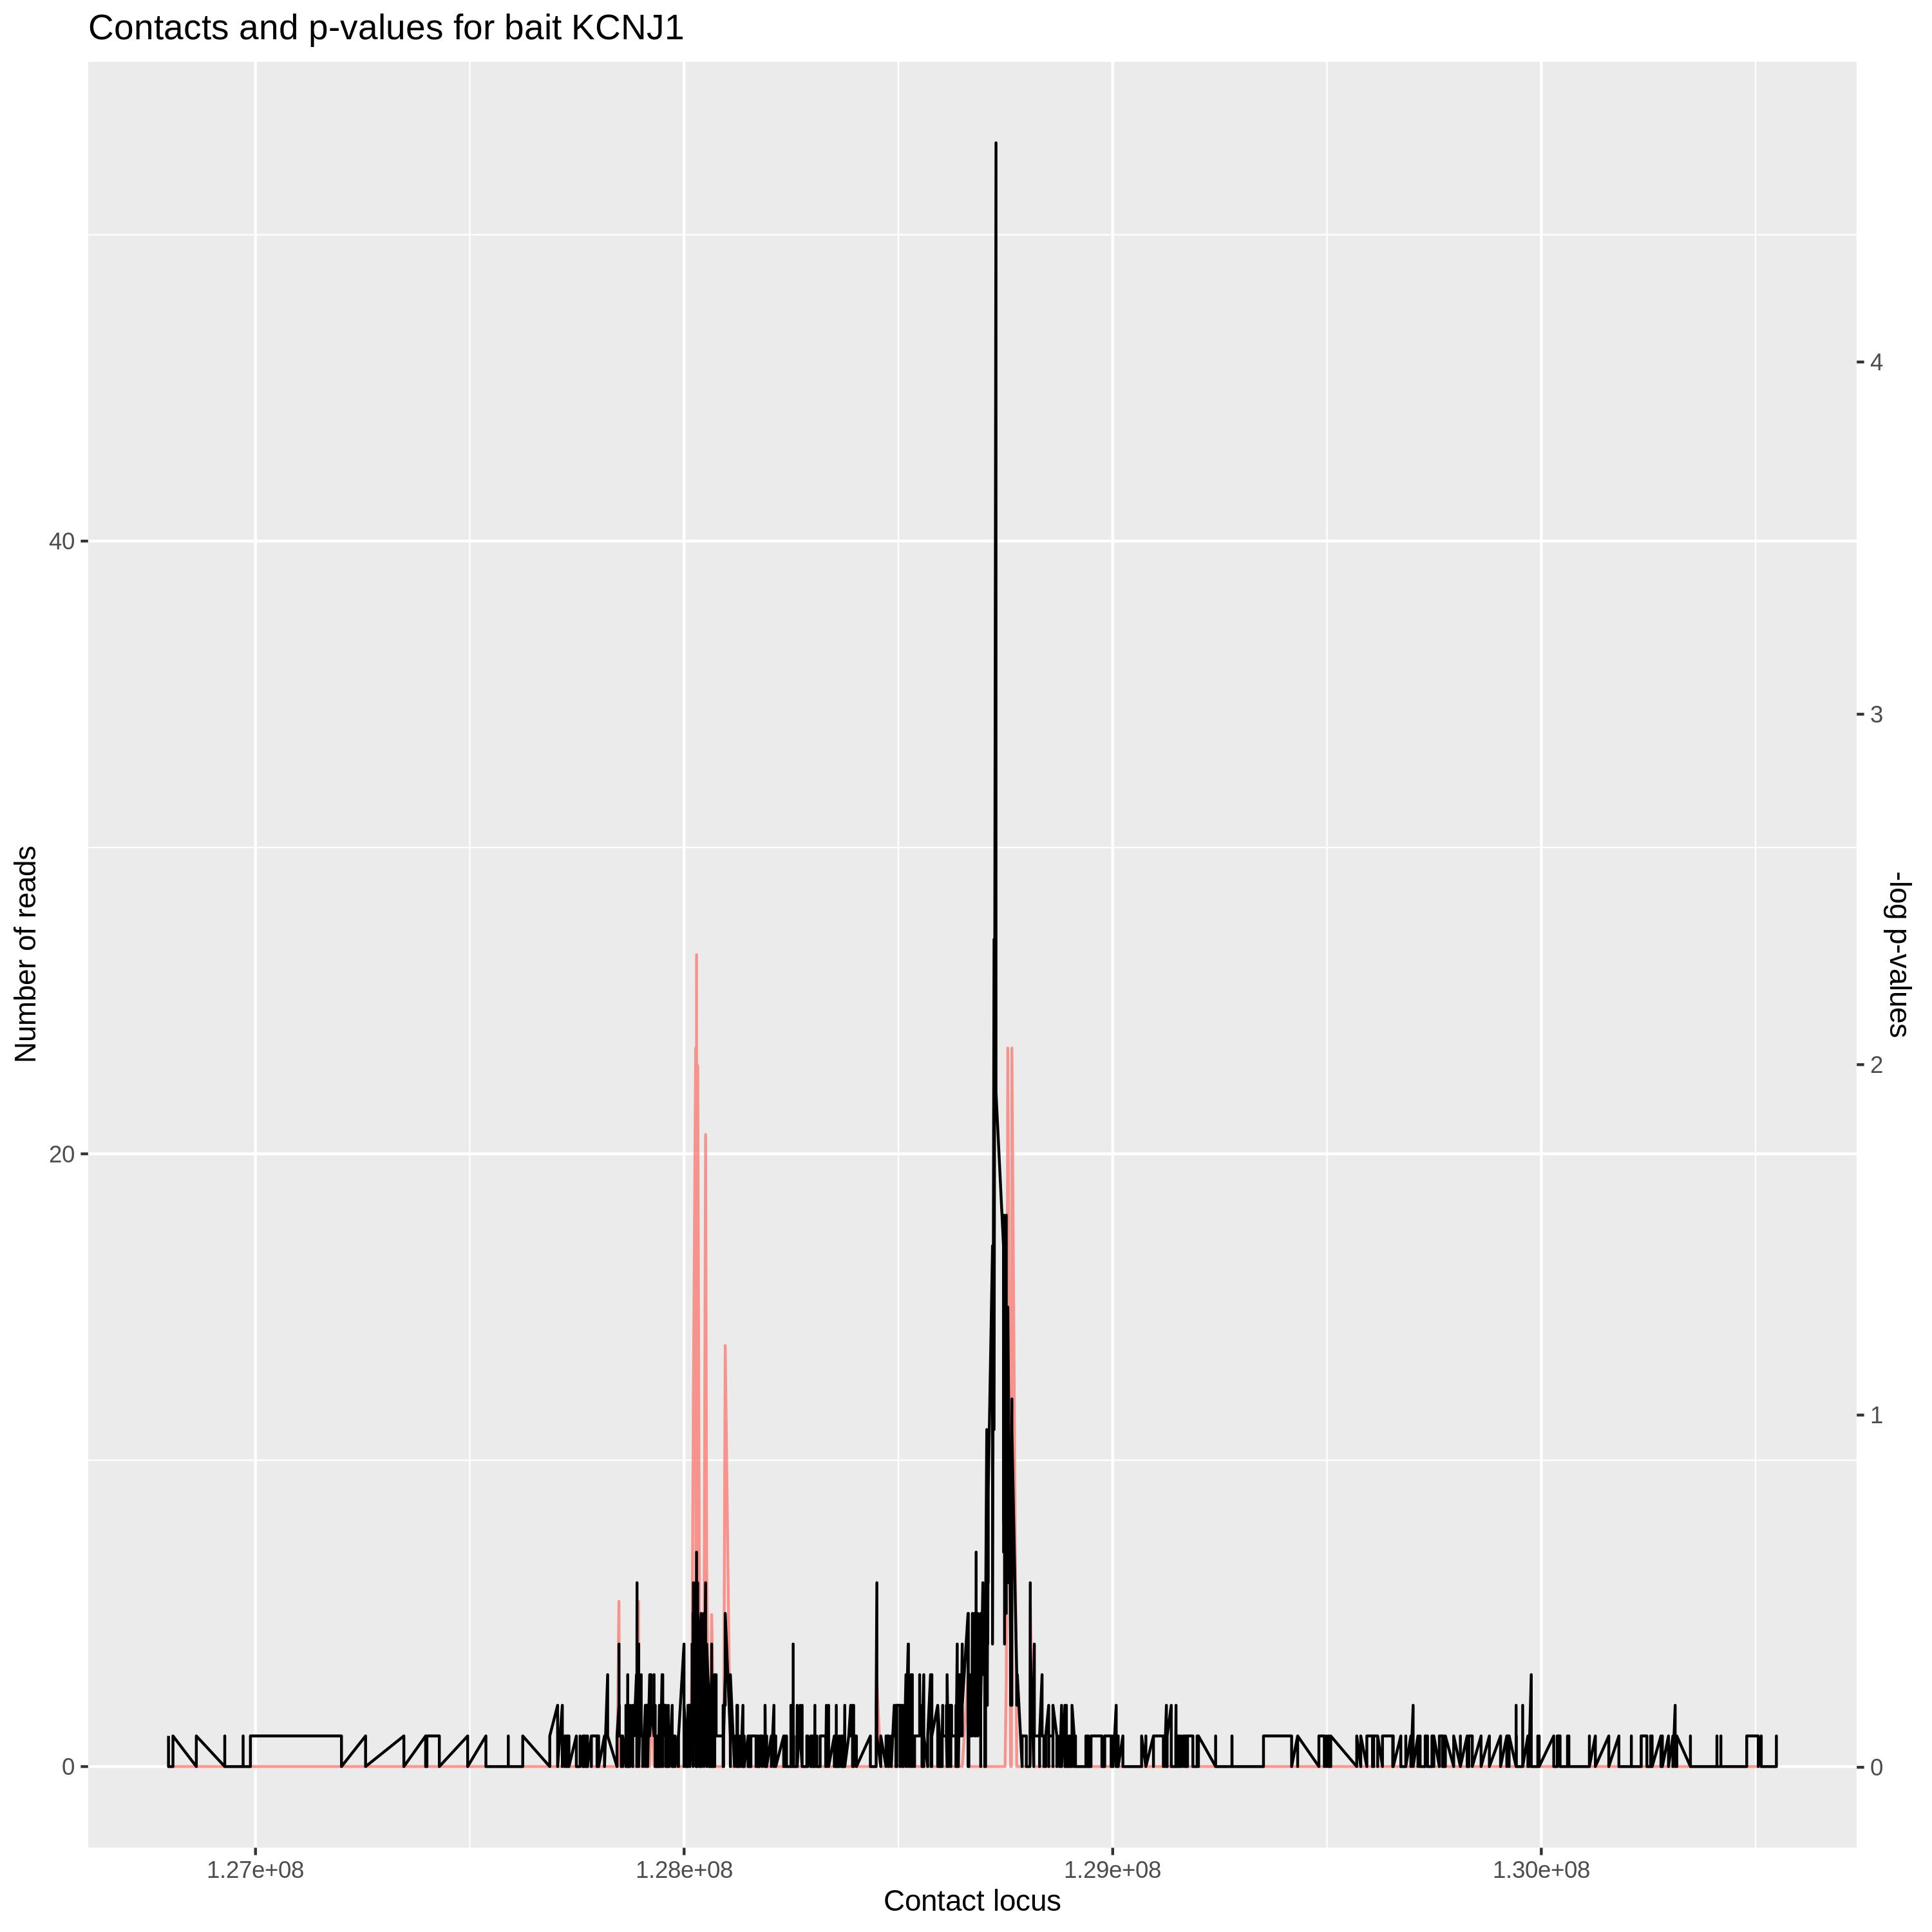 Contacts and p-values for bait KCNJ1
Number of reads
40
20
0
4
3
2
1
0
-log p-values
1.27e+08 1.28e+08 1.29e+08 1.30e+08
Contact locus